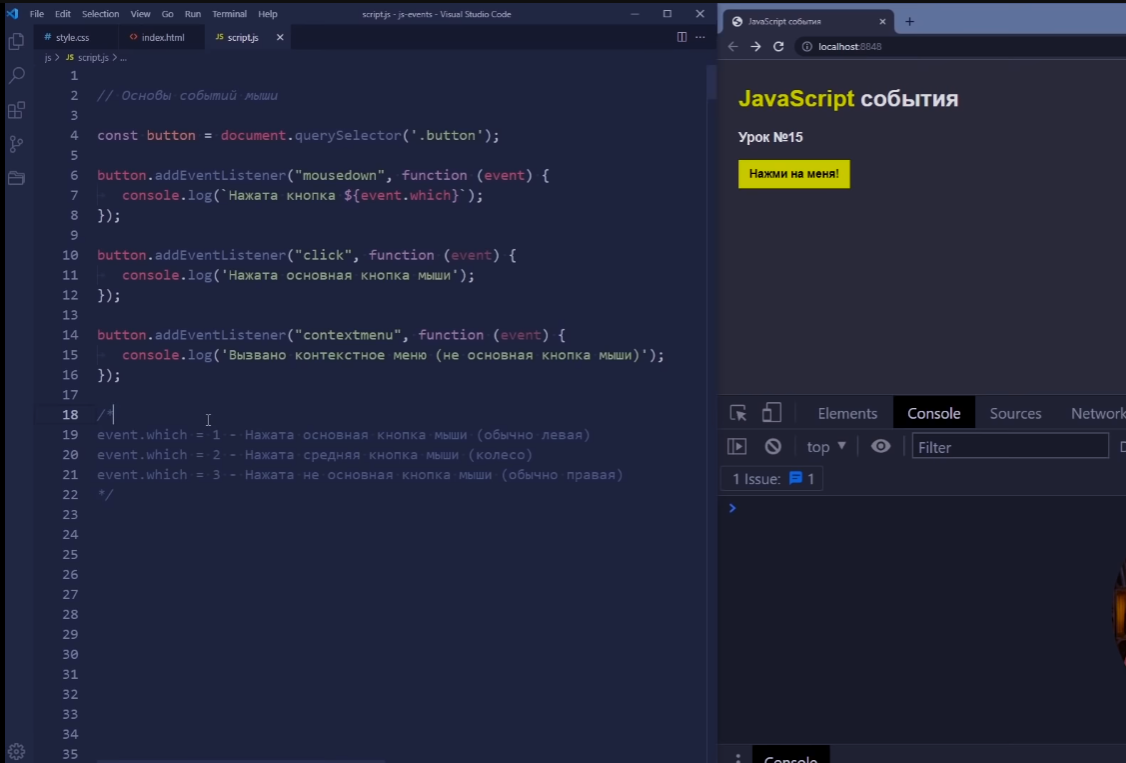 File Edit Selection View Go Run Terminal Help script.js - js-events - Visual Studio Code
# style.css <> index.html JS script.js ×
js > JS script.js > ...
1
2 // Основы событий мыши
3
4 const button = document.querySelector('.button');
5
6 button.addEventListener("mousedown", function (event) {
7 console.log(`Нажата кнопка ${event.which}`);
8 });
9
10 button.addEventListener("click", function (event) {
11 console.log('Нажата основная кнопка мыши');
12 });
13
14 button.addEventListener("contextmenu", function (event) {
15 console.log('Вызвано контекстное меню (не основная кнопка мыши)');
16 });
17
18 /*
19 event.which = 1 - Нажата основная кнопка мыши (обычно левая)
20 event.which = 2 - Нажата средняя кнопка мыши (колесо)
21 event.which = 3 - Нажата не основная кнопка мыши (обычно правая)
22 */
23
24
25
26
27
28
29
30
31
32
33
34
35
JavaScript события
localhost:8848
JavaScript события
Урок №15
Нажми на меня!
Elements Console Sources Network
top Filter
1 Issue: 1
Console